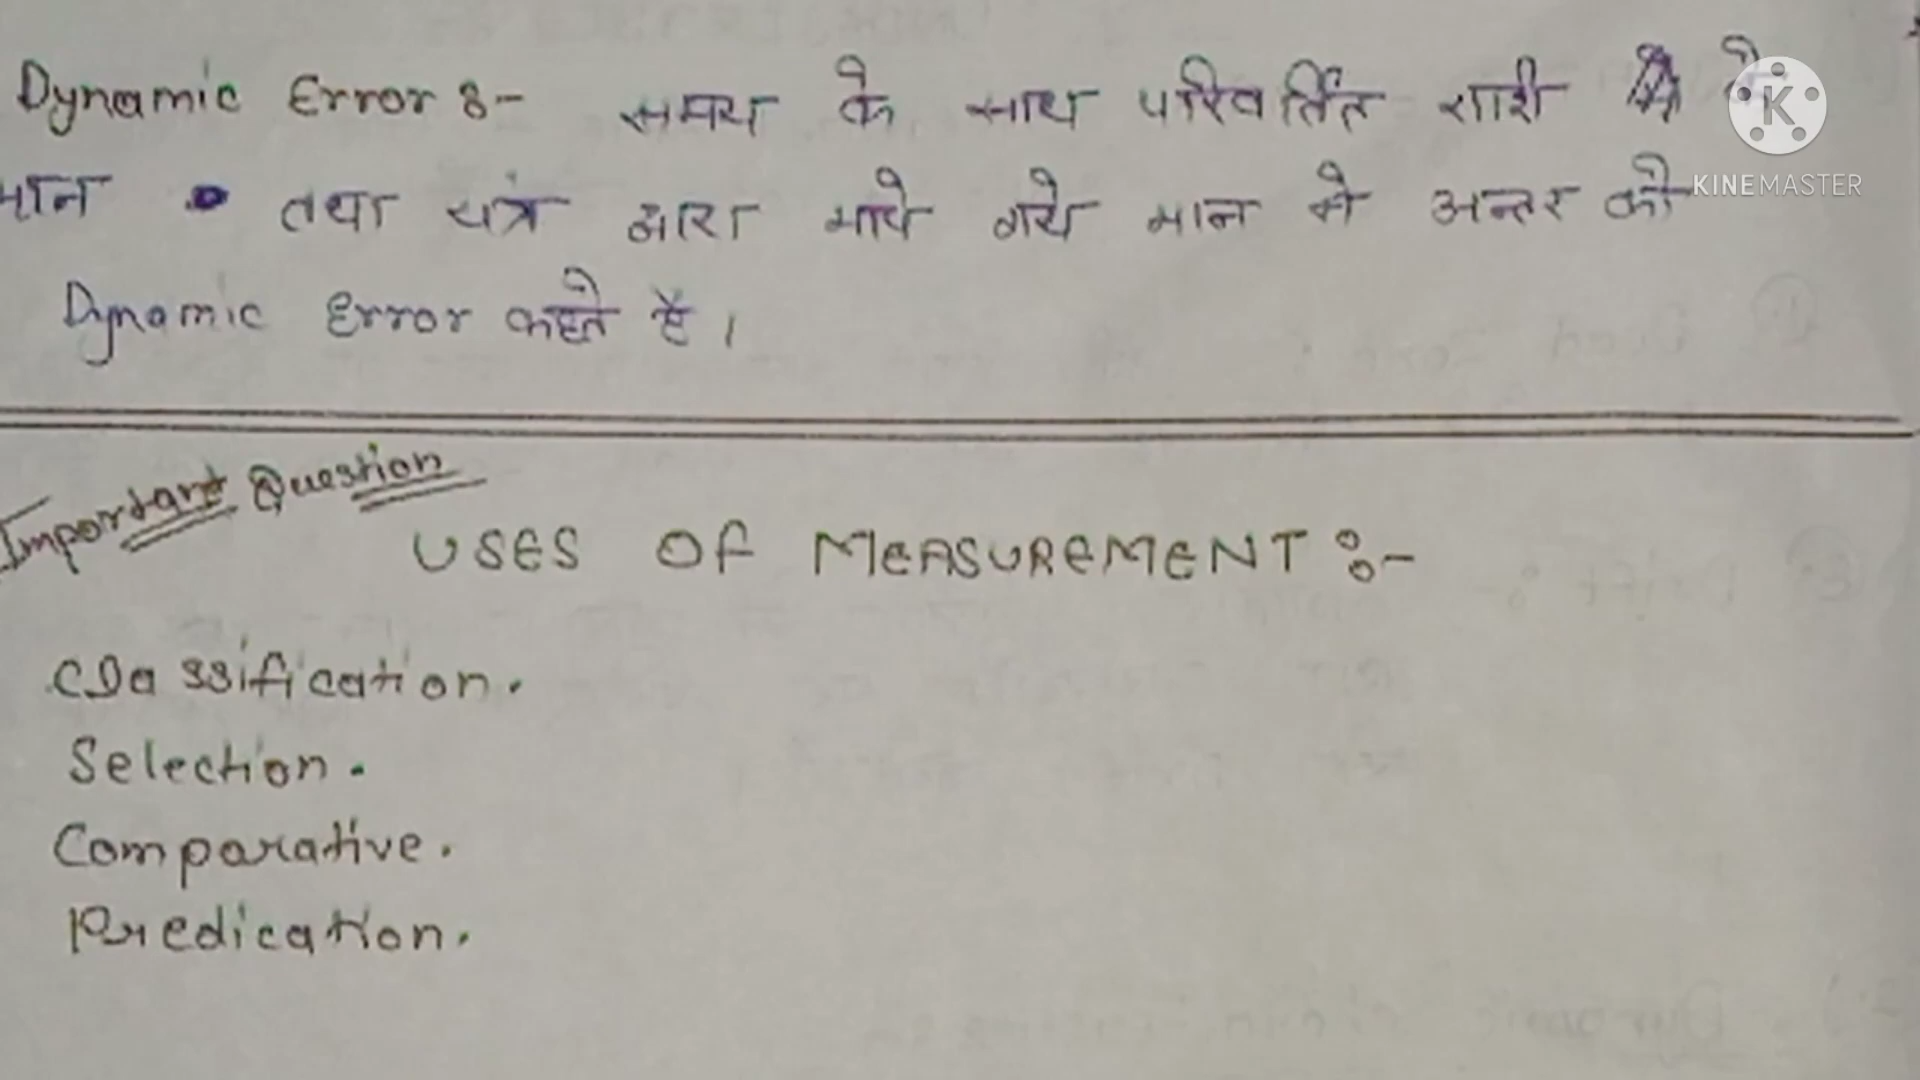 Dynamic Error :- समय के साथ परिवर्तित राशी के
मान तथा यत्रं द्वारा मापे गये मान मे अन्तर को
Dynamic Error कहते है।
Important Question
USES OF MEASUREMENT :-
Classification.
Selection.
Comparative.
Predication.
K
KINEMASTER